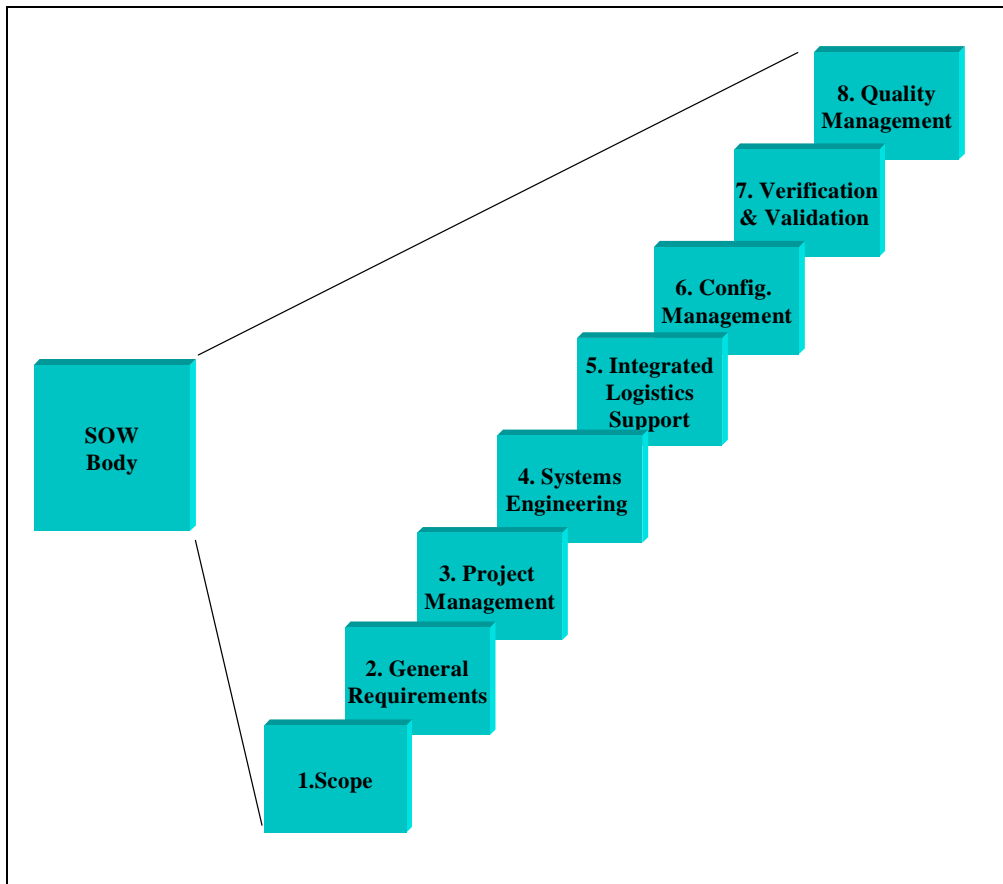 8. Quality
Management
7. Verification
& Validation
6. Config.
Management
5. Integrated
Logistics
Support
SOW
Body
4. Systems
Engineering
3. Project
Management
2. General
Requirements
1.Scope